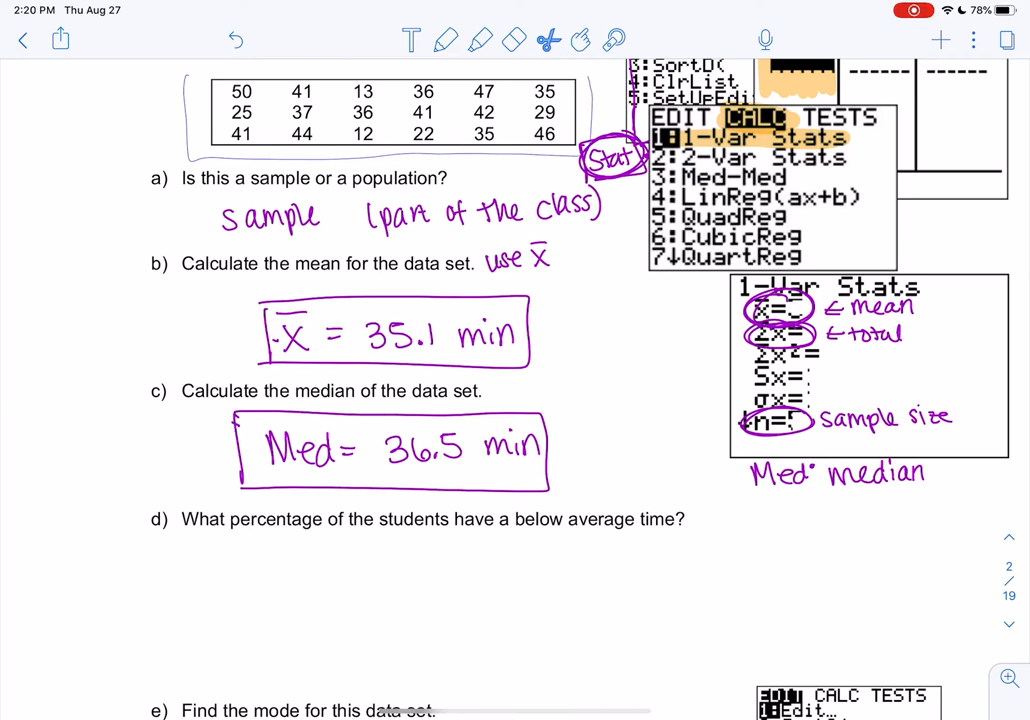 2:20 PM Thu Aug 27
78%
50 41 13 36 47 35
25 37 36 41 42 29
41 44 12 22 35 46
3:SortD(
4:ClrList
5:SetUpEdi
Stat
EDIT CALC TESTS
1:1-Var Stats
2:2-Var Stats
3:Med-Med
4:LinReg(ax+b)
5:QuadReg
6:CubicReg
7↓QuartReg
a) Is this a sample or a population?
sample (part of the class)
b) Calculate the mean for the data set. use x̄
x̄ = 35.1 min
c) Calculate the median of the data set.
Med = 36.5 min
1-Var Stats
x̄= ← mean
Σx= ← total
Σx²=
Sx=
σx=
↓n= sample size
Med: median
d) What percentage of the students have a below average time?
2
/
19
e) Find the mode for this data set.
EDIT CALC TESTS
1:Edit…